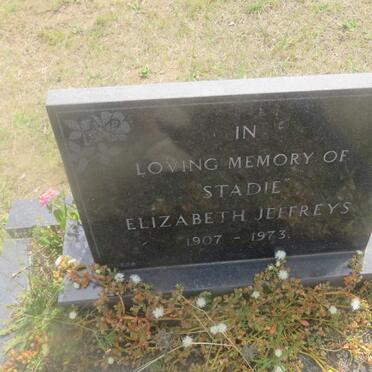 IN
LOVING MEMORY OF
"STADIE"
ELIZABETH JEFFREYS
1907 - 1973.